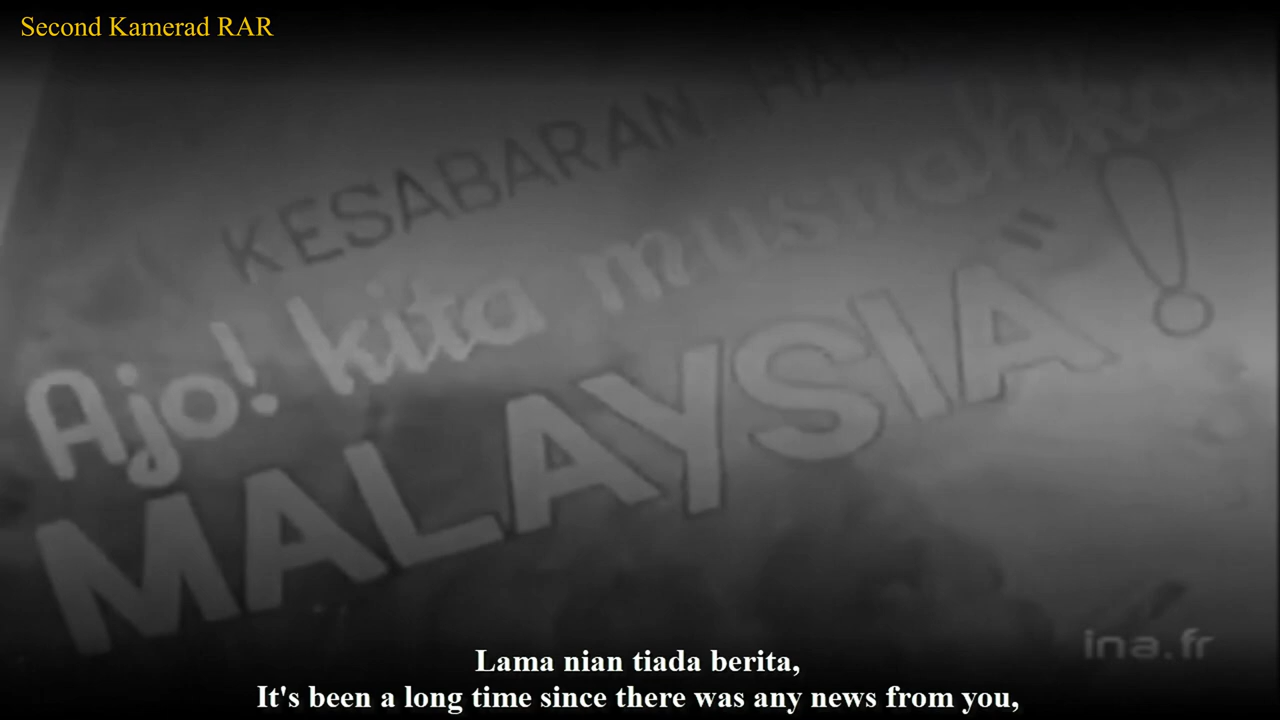 Second Kamerad RAR
KESABARAN
Ajo! kita
MALAYSIA"!
ina.fr
Lama nian tiada berita,
It's been a long time since there was any news from you,